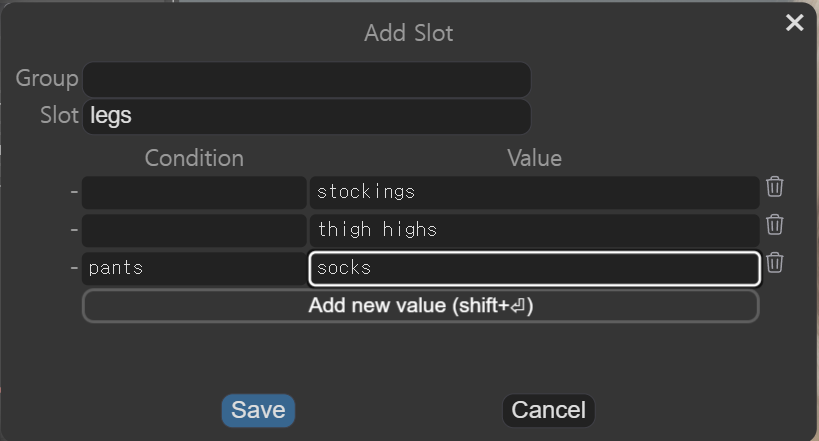 Add Slot
×
Group
Slot legs
Condition Value
- stockings
- thigh highs
- pants socks
Add new value (shift+⏎)
Save Cancel